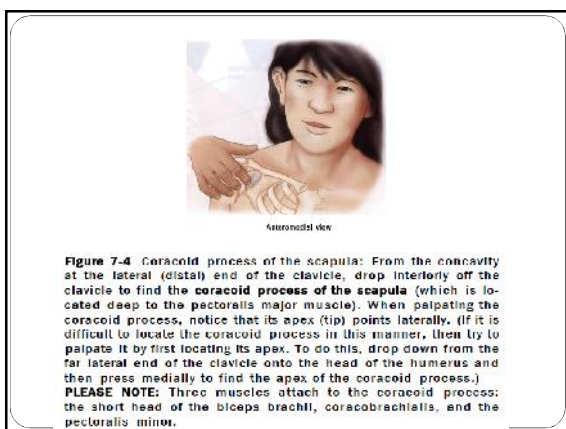 Anteromedial view
Figure 7-4 Coracoid process of the scapula: From the concavity
at the lateral (distal) end of the clavicle, drop inferiorly off the
clavicle to find the coracoid process of the scapula (which is lo-
cated deep to the pectoralis major muscle). When palpating the
coracoid process, notice that its apex (tip) points laterally. (If it is
difficult to locate the coracoid process in this manner, then try to
palpate it by first locating its apex. To do this, drop down from the
far lateral end of the clavicle onto the head of the humerus and
then press medially to find the apex of the coracoid process.)
PLEASE NOTE: Three muscles attach to the coracoid process:
the short head of the biceps brachii, coracobrachialis, and the
pectoralis minor.